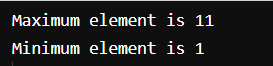 Maximum element is 11
Minimum element is 1